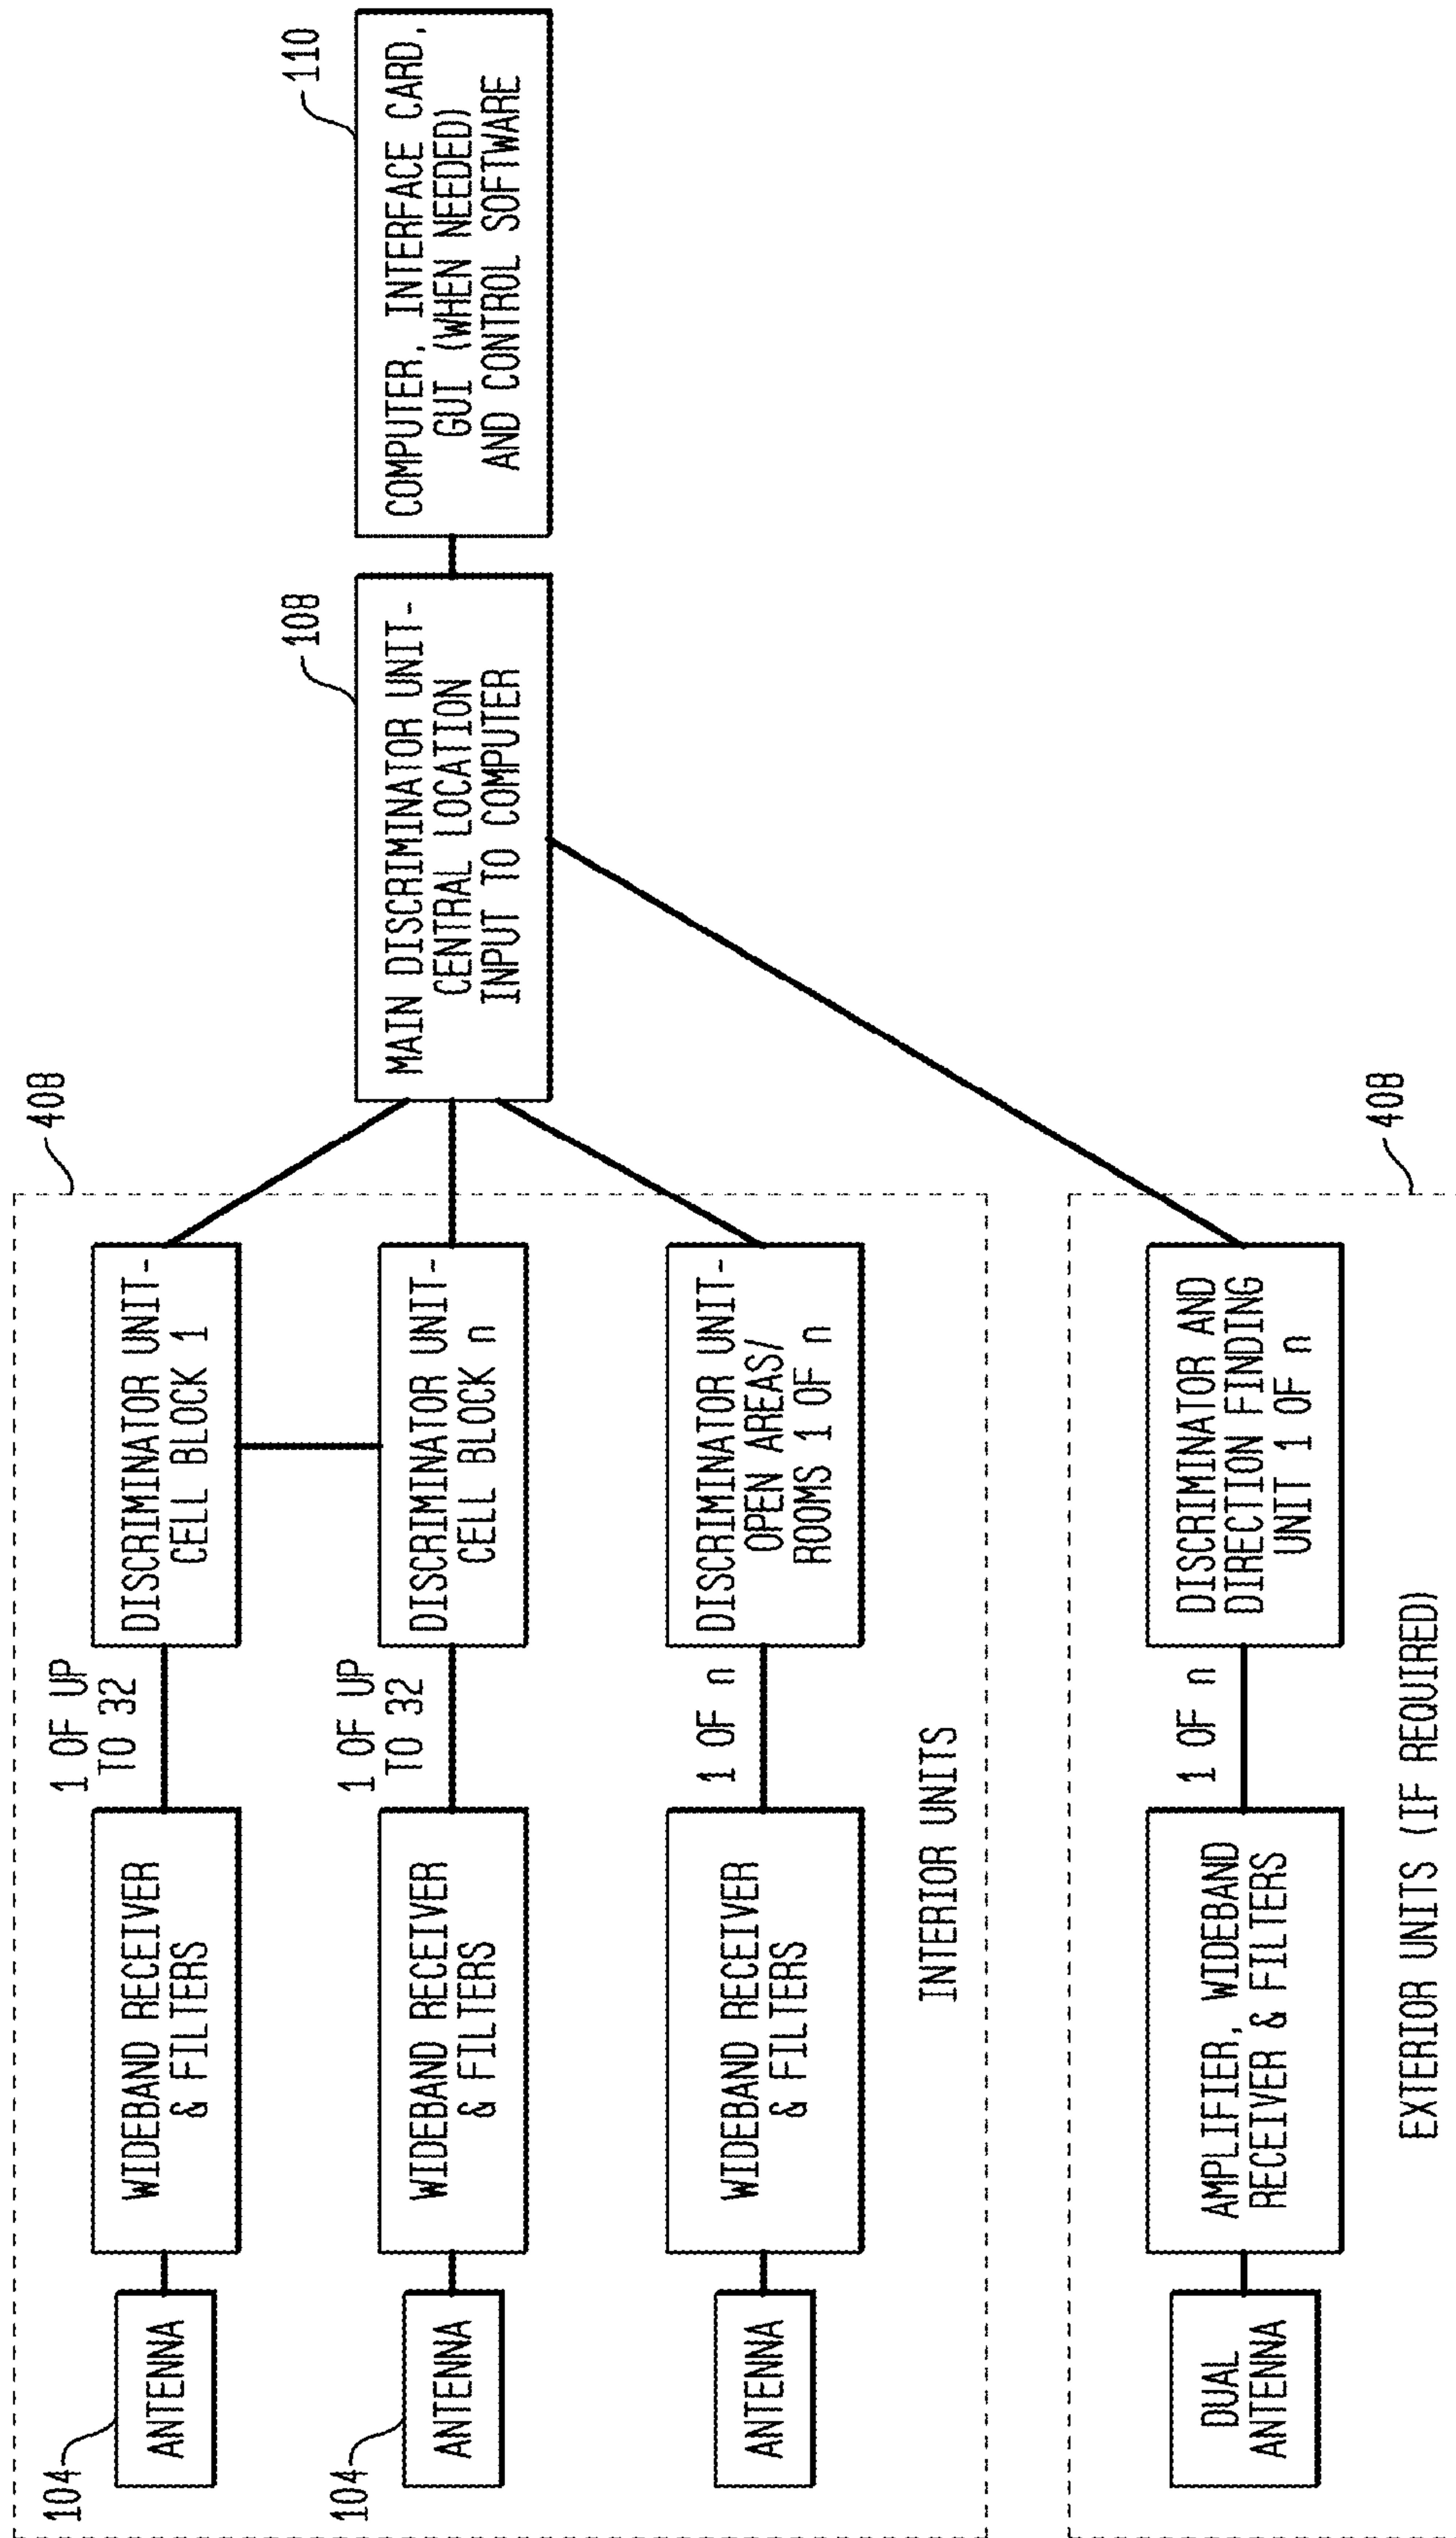 408
104
ANTENNA
WIDEBAND RECEIVER
& FILTERS
1 OF UP
TO 32
DISCRIMINATOR UNIT-
CELL BLOCK 1
104
ANTENNA
WIDEBAND RECEIVER
& FILTERS
1 OF UP
TO 32
DISCRIMINATOR UNIT-
CELL BLOCK n
108
MAIN DISCRIMINATOR UNIT-
CENTRAL LOCATION
INPUT TO COMPUTER
110
COMPUTER, INTERFACE CARD,
GUI (WHEN NEEDED)
AND CONTROL SOFTWARE
ANTENNA
WIDEBAND RECEIVER
& FILTERS
1 OF n
DISCRIMINATOR UNIT-
OPEN AREAS/
ROOMS 1 OF n
INTERIOR UNITS
DUAL
ANTENNA
AMPLIFIER, WIDEBAND
RECEIVER & FILTERS
1 OF n
DISCRIMINATOR AND
DIRECTION FINDING
UNIT 1 OF n
408
EXTERIOR UNITS (IF REQUIRED)